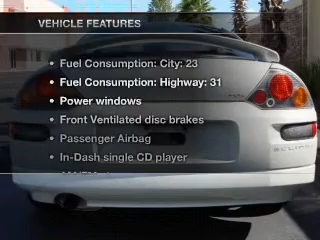 VEHICLE FEATURES
• Fuel Consumption: City: 23
• Fuel Consumption: Highway: 31
• Power windows
• Front Ventilated disc brakes
• Passenger Airbag
• In-Dash single CD player
ECLIPSE